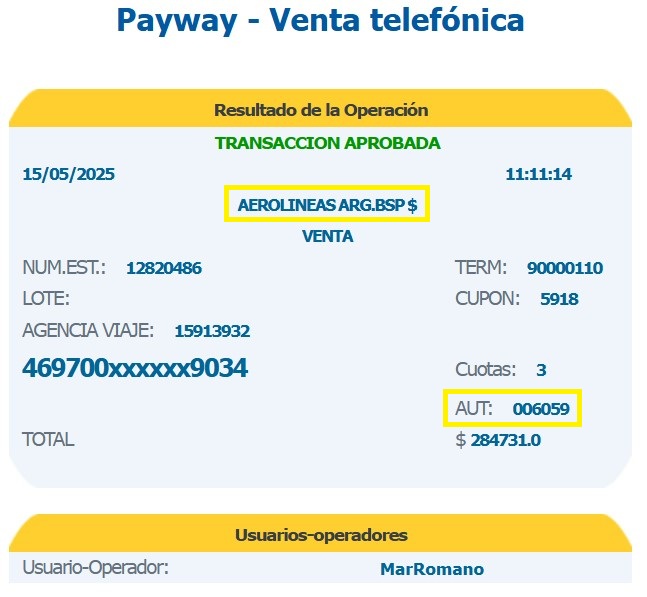 Payway - Venta telefónica
Resultado de la Operación
TRANSACCION APROBADA
15/05/2025 11:11:14
AEROLINEAS ARG.BSP $
VENTA
NUM.EST.: 12820486 TERM: 90000110
LOTE: CUPON: 5918
AGENCIA VIAJE: 15913932
469700xxxxxx9034 Cuotas: 3
AUT: 006059
TOTAL $ 284731.0
Usuarios-operadores
Usuario-Operador: MarRomano